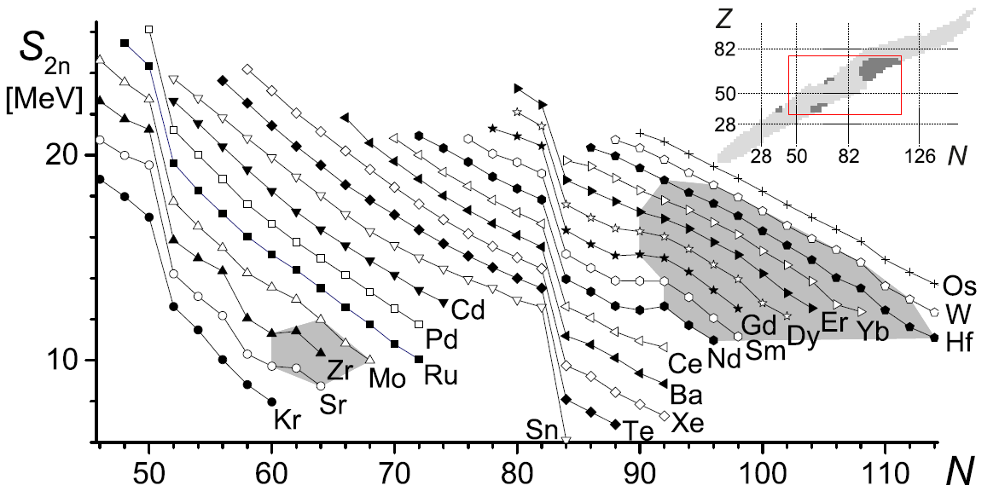 S2n
[MeV]
20
10
50
60
70
80
90
100
110
N
Kr
Sr
Zr
Mo
Ru
Pd
Cd
Sn
Te
Xe
Ba
Ce
Nd
Sm
Gd
Dy
Er
Yb
Hf
W
Os
Z
82
50
28
28
50
82
126
N